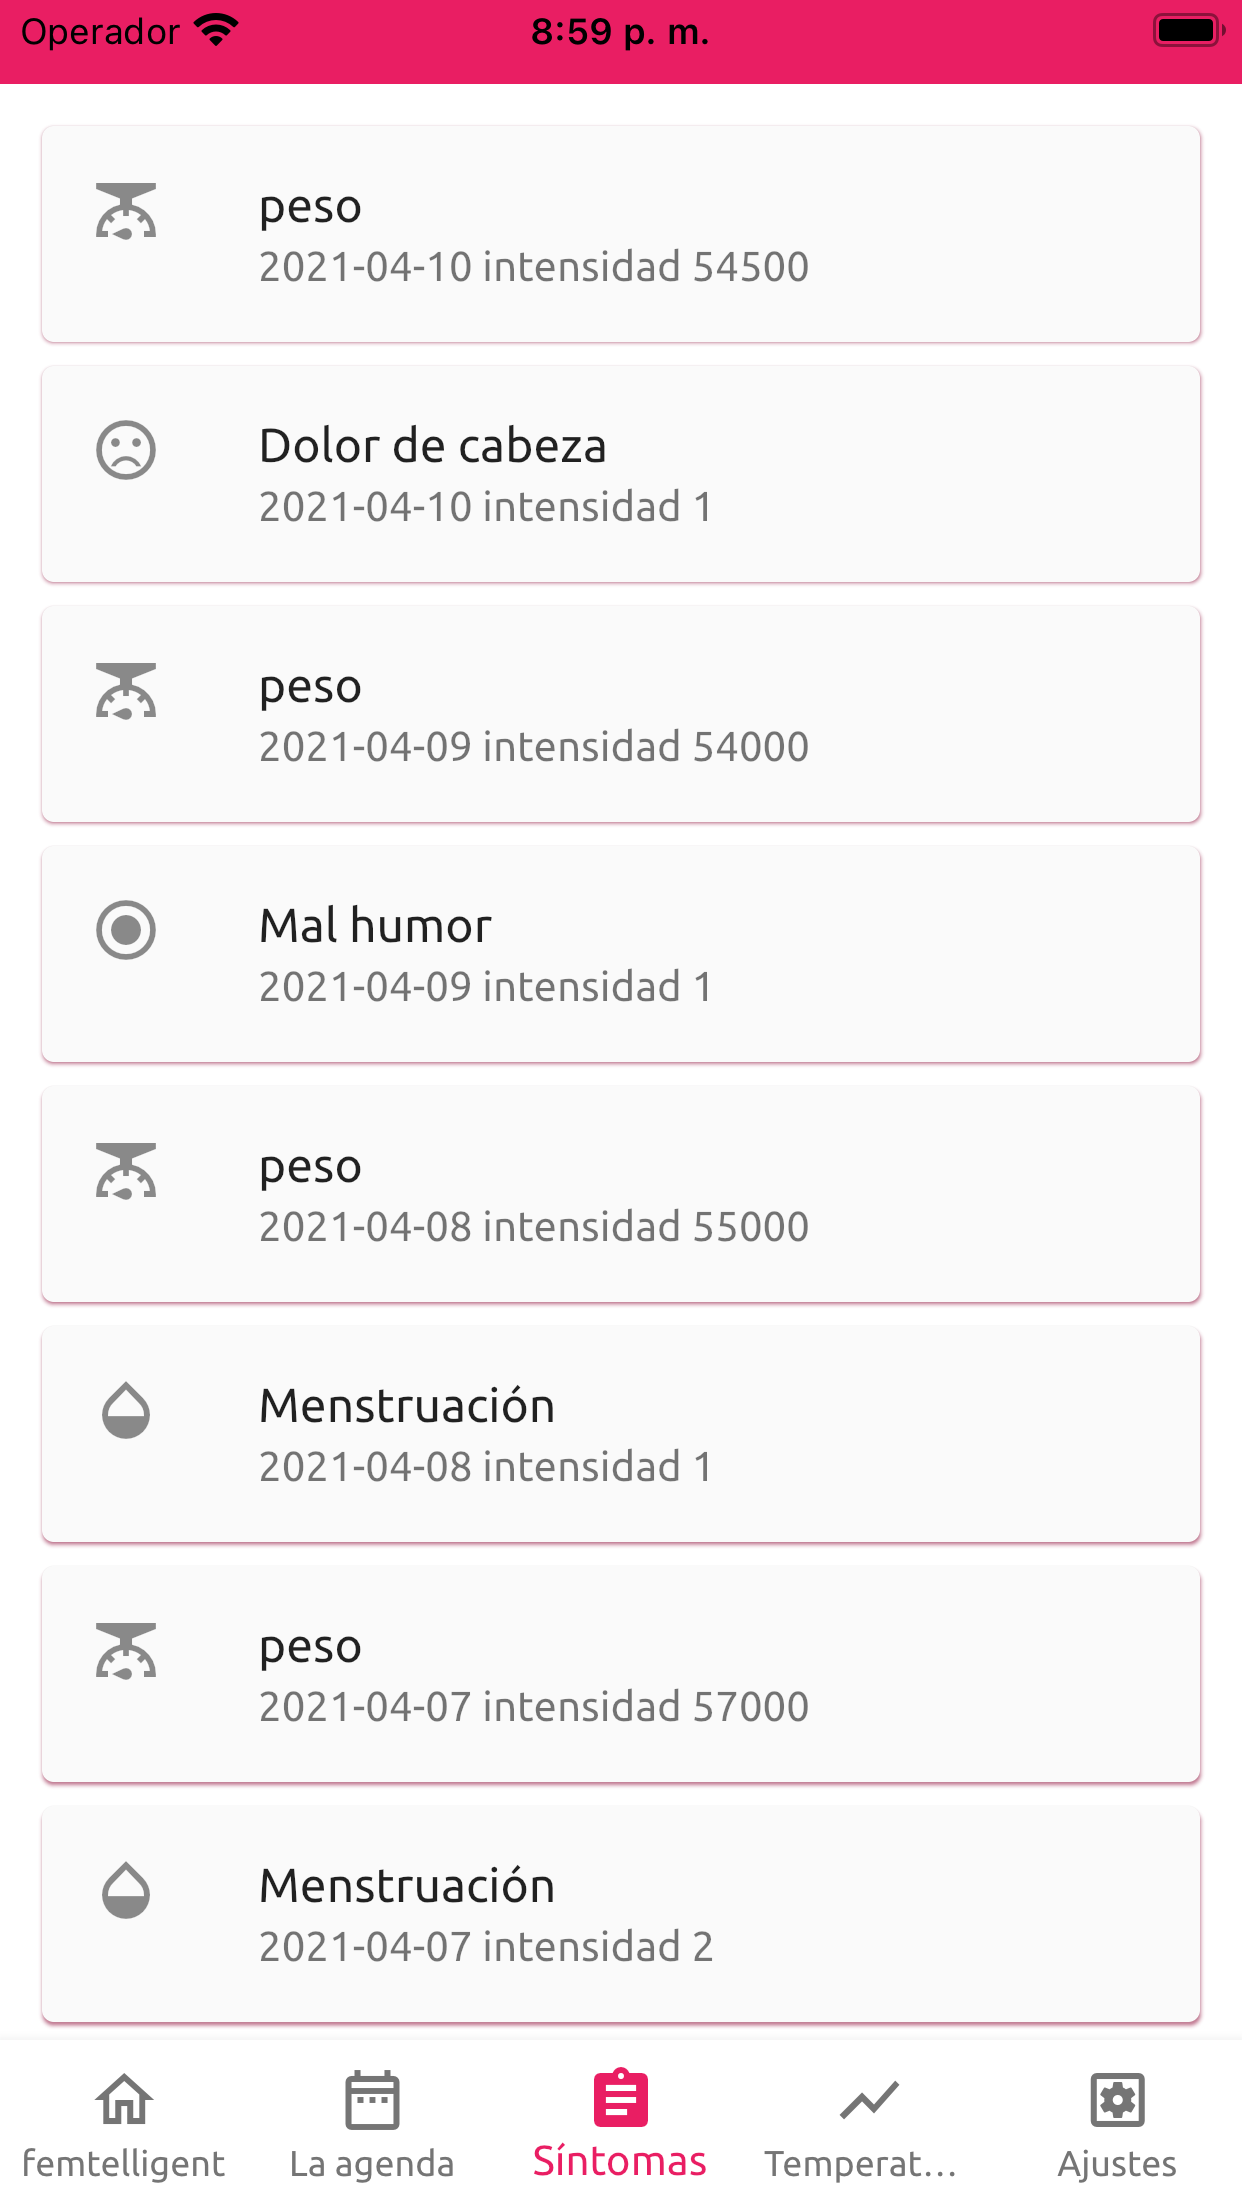 Operador 8:59 p. m.
peso
2021-04-10 intensidad 54500
Dolor de cabeza
2021-04-10 intensidad 1
peso
2021-04-09 intensidad 54000
Mal humor
2021-04-09 intensidad 1
peso
2021-04-08 intensidad 55000
Menstruación
2021-04-08 intensidad 1
peso
2021-04-07 intensidad 57000
Menstruación
2021-04-07 intensidad 2
femtelligent La agenda Síntomas Temperat... Ajustes